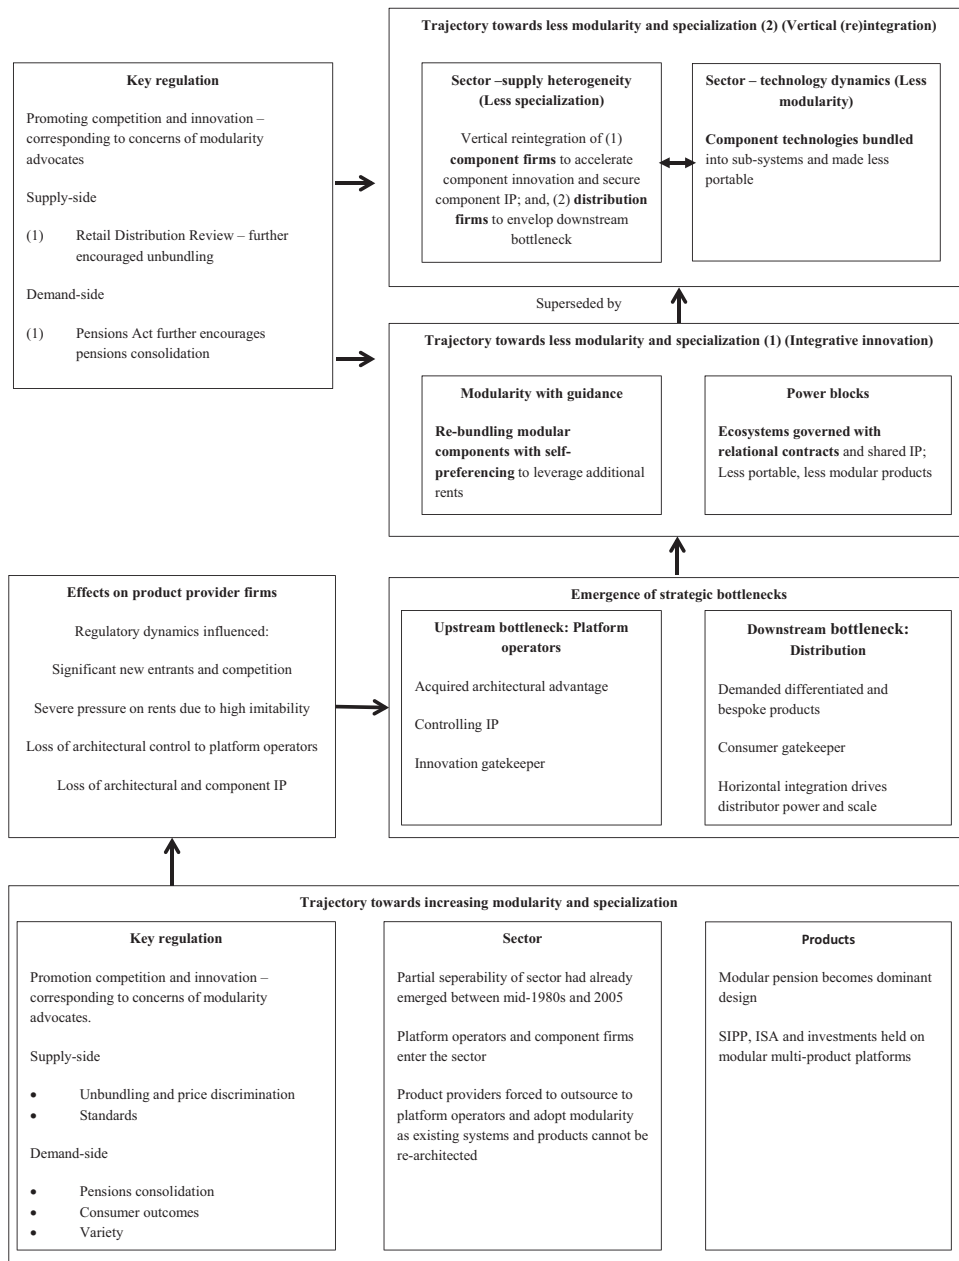 Trajectory towards less modularity and specialization (2) (Vertical (re)integration)
Key regulation
Promoting competition and innovation –
corresponding to concerns of modularity
advocates
Supply-side
(1) Retail Distribution Review – further
encouraged unbundling
Demand-side
(1) Pensions Act further encourages
pensions consolidation
Sector –supply heterogeneity
(Less specialization)
Vertical reintegration of (1)
component firms to accelerate
component innovation and secure
component IP; and, (2) distribution
firms to envelop downstream
bottleneck
Sector – technology dynamics (Less
modularity)
Component technologies bundled
into sub-systems and made less
portable
Superseded by
Trajectory towards less modularity and specialization (1) (Integrative innovation)
Modularity with guidance
Re-bundling modular
components with self-
preferencing to leverage additional
rents
Power blocks
Ecosystems governed with
relational contracts and shared IP;
Less portable, less modular products
Effects on product provider firms
Regulatory dynamics influenced:
Significant new entrants and competition
Severe pressure on rents due to high imitability
Loss of architectural control to platform operators
Loss of architectural and component IP
Emergence of strategic bottlenecks
Upstream bottleneck: Platform
operators
Acquired architectural advantage
Controlling IP
Innovation gatekeeper
Downstream bottleneck:
Distribution
Demanded differentiated and
bespoke products
Consumer gatekeeper
Horizontal integration drives
distributor power and scale
Trajectory towards increasing modularity and specialization
Key regulation
Promotion competition and innovation –
corresponding to concerns of modularity
advocates.
Supply-side
• Unbundling and price discrimination
• Standards
Demand-side
• Pensions consolidation
• Consumer outcomes
• Variety
Sector
Partial seperability of sector had already
emerged between mid-1980s and 2005
Platform operators and component firms
enter the sector
Product providers forced to outsource to
platform operators and adopt modularity
as existing systems and products cannot be
re-architected
Products
Modular pension becomes dominant
design
SIPP, ISA and investments held on
modular multi-product platforms